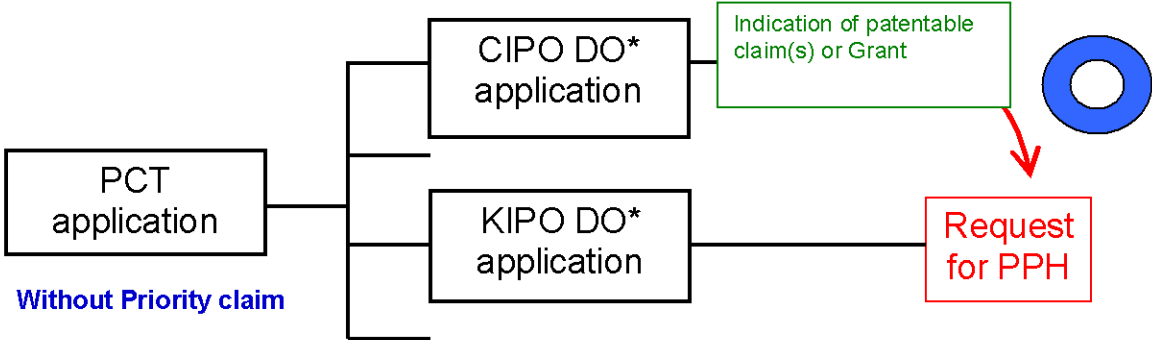 CIPO DO*
application
Indication of patentable
claim(s) or Grant
PCT
application
KIPO DO*
application
Request
for PPH
Without Priority claim